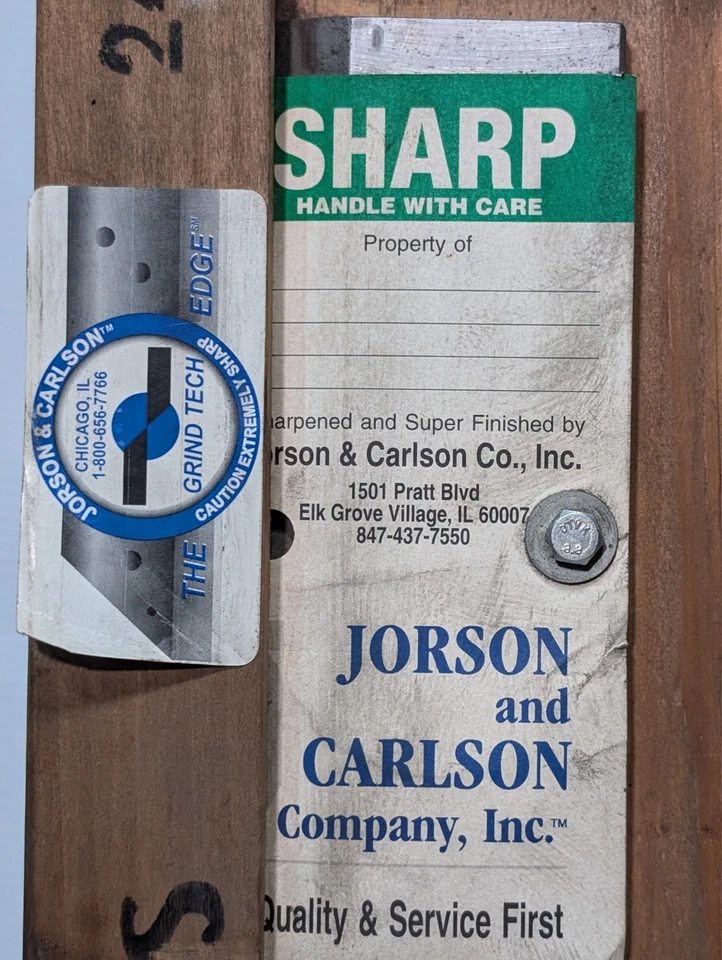 SHARP
HANDLE WITH CARE
Property of
arpened and Super Finished by
rson & Carlson Co., Inc.
1501 Pratt Blvd
Elk Grove Village, IL 60007
847-437-7550
JORSON
and
CARLSON
Company, Inc.™
Quality & Service First
JORSON & CARLSON™
CHICAGO, IL
1-800-656-7766
THE GRIND TECH EDGE℠
CAUTION EXTREMELY SHARP
S